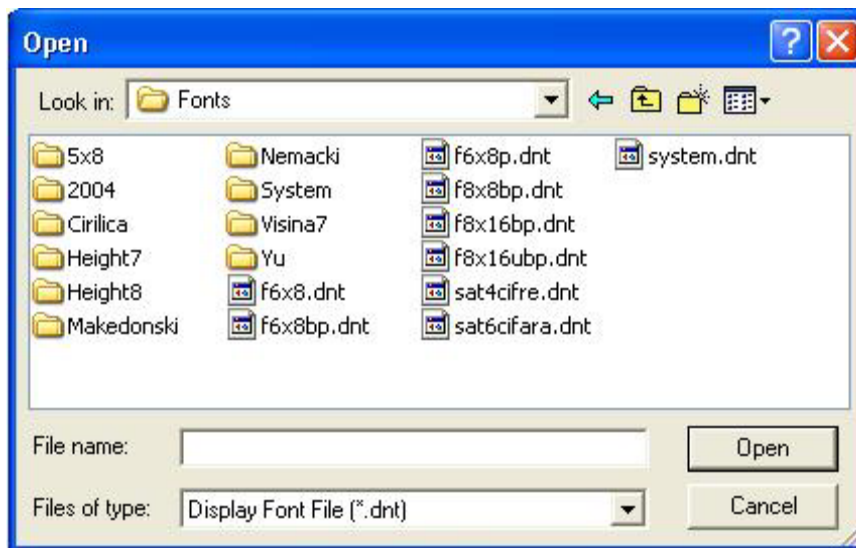 Open
Look in: Fonts
5x8
2004
Cirilica
Height7
Height8
Makedonski
Nemacki
System
Visina7
Yu
f6x8.dnt
f6x8bp.dnt
f6x8p.dnt
f8x8bp.dnt
f8x16bp.dnt
f8x16ubp.dnt
sat4cifre.dnt
sat6cifara.dnt
system.dnt
File name:
Open
Files of type: Display Font File (*.dnt)
Cancel